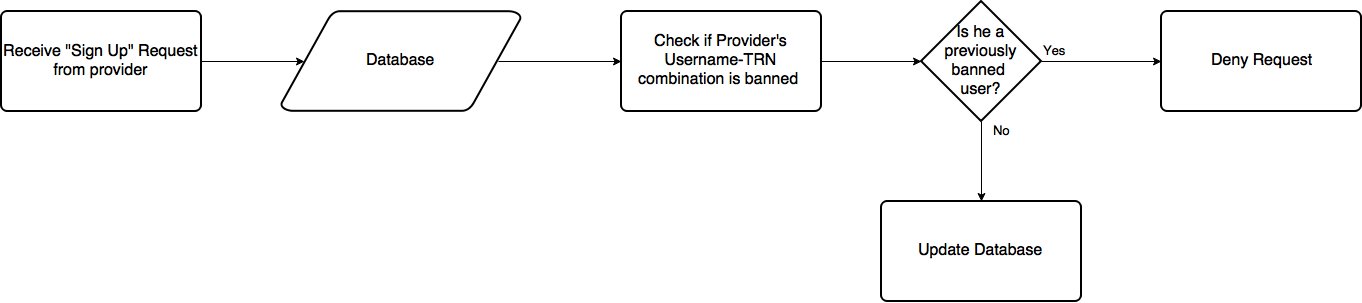 Receive "Sign Up" Request
from provider
Database
Check if Provider's
Username-TRN
combination is banned
Is he a
previously
banned
user?
Yes
Deny Request
No
Update Database